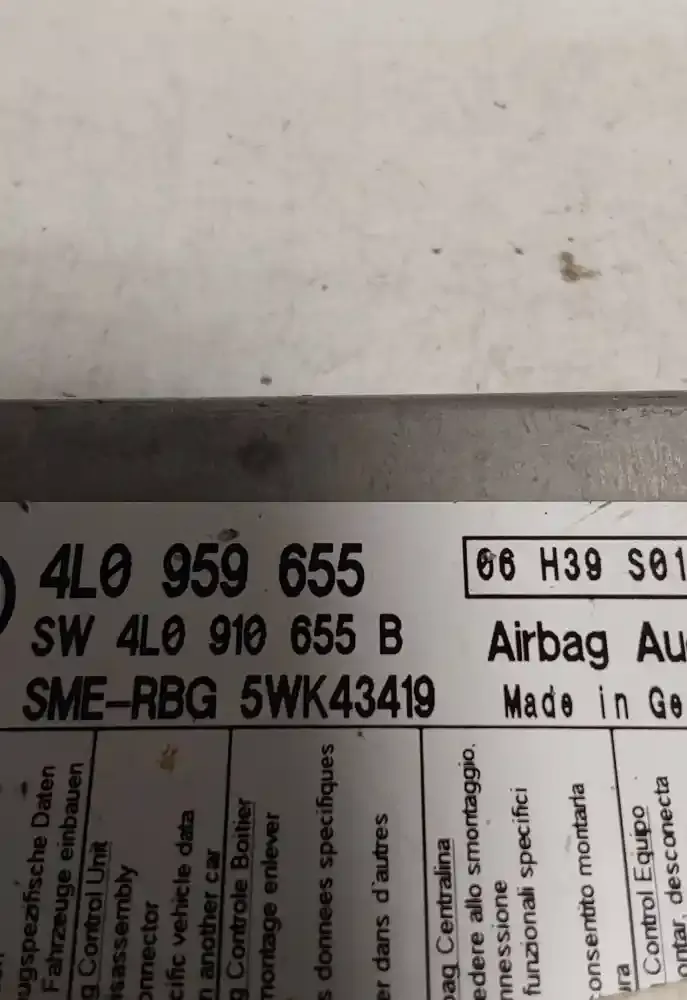 4L0 959 655
06 H39 S01
SW 4L0 910 655 B
Airbag Au
SME-RBG 5WK43419
Made in Ge
ugspezifische Daten
Fahrzeuge einbauen
g Control Unit
sassembly
onnector
cific vehicle data
n another car
g Controle Boitier
montage enlever
s donnees specifiques
er dans d'autres
bag Centralina
edere allo smontaggio.
nnessione
funzionali specifici
onsentito montarla
ura
Control Equipo
ontar, desconecta